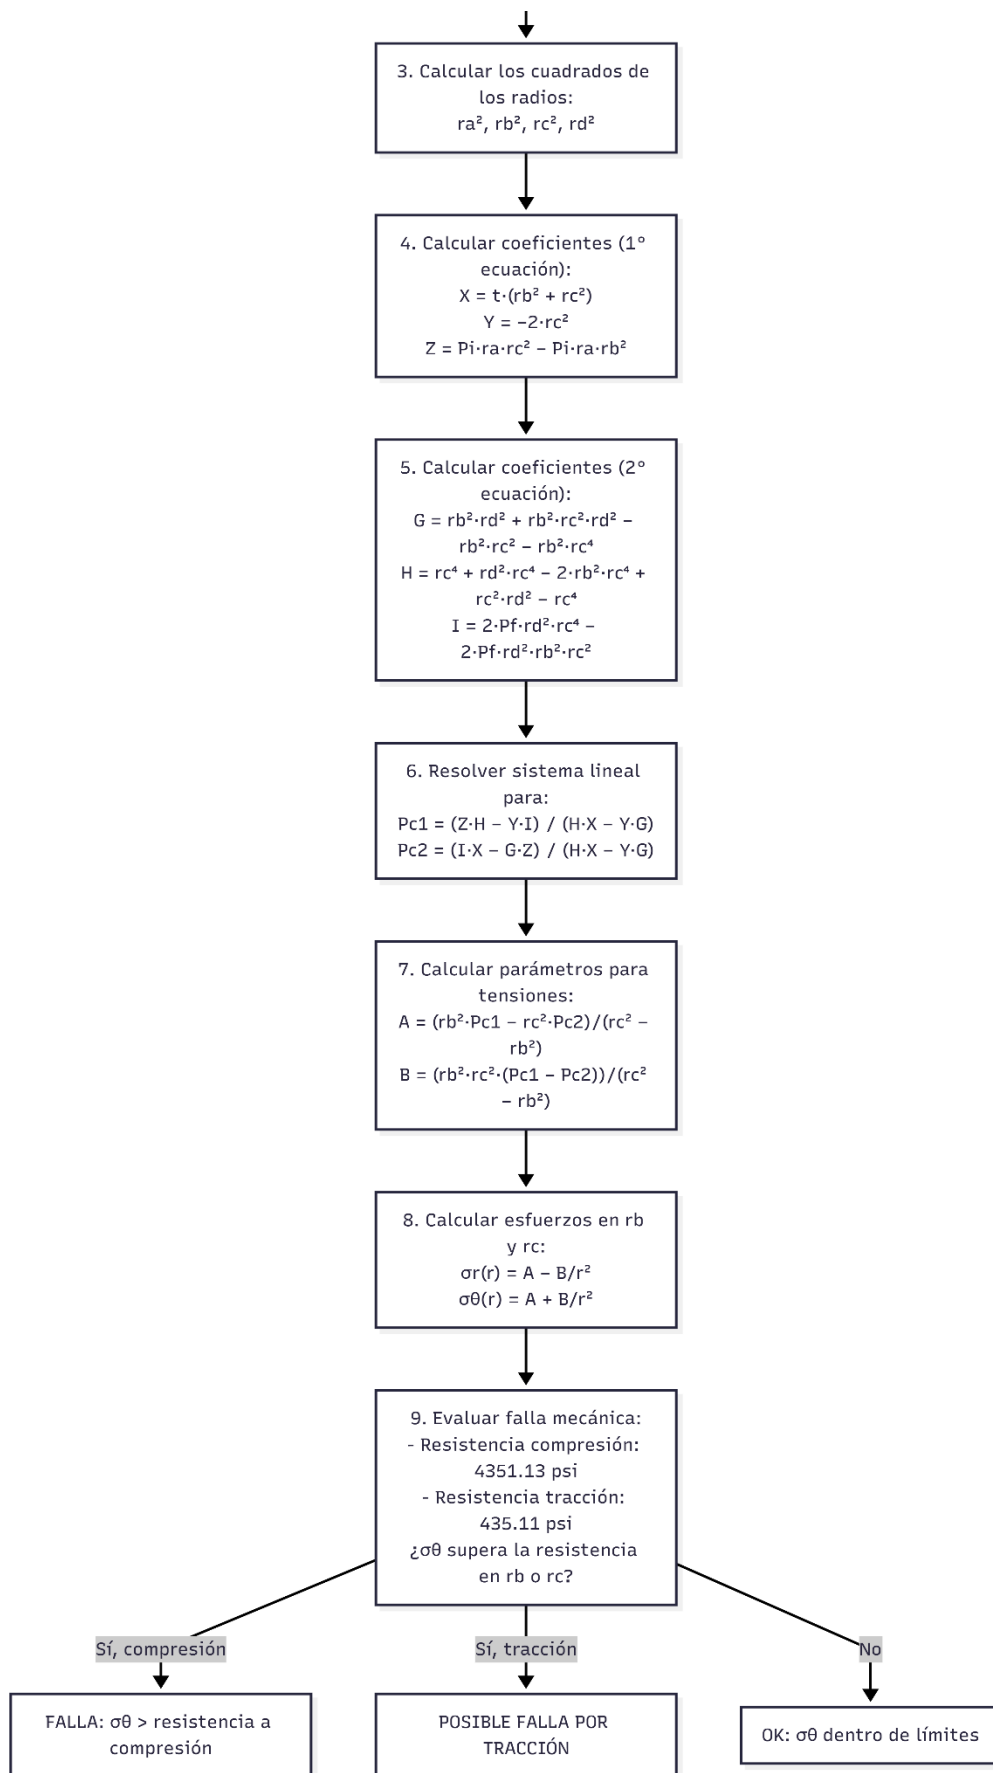 3. Calcular los cuadrados de
los radios:
ra², rb², rc², rd²
4. Calcular coeficientes (1°
ecuación):
X = t·(rb² + rc²)
Y = −2·rc²
Z = Pi·ra·rc² − Pi·ra·rb²
5. Calcular coeficientes (2°
ecuación):
G = rb²·rd² + rb²·rc²·rd² −
rb²·rc² − rb²·rc⁴
H = rc⁴ + rd²·rc⁴ − 2·rb²·rc⁴ +
rc²·rd² − rc⁴
I = 2·Pf·rd²·rc⁴ −
2·Pf·rd²·rb²·rc²
6. Resolver sistema lineal
para:
Pc1 = (Z·H − Y·I) / (H·X − Y·G)
Pc2 = (I·X − G·Z) / (H·X − Y·G)
7. Calcular parámetros para
tensiones:
A = (rb²·Pc1 − rc²·Pc2)/(rc² −
rb²)
B = (rb²·rc²·(Pc1 − Pc2))/(rc²
− rb²)
8. Calcular esfuerzos en rb
y rc:
σr(r) = A − B/r²
σθ(r) = A + B/r²
9. Evaluar falla mecánica:
- Resistencia compresión:
4351.13 psi
- Resistencia tracción:
435.11 psi
¿σθ supera la resistencia
en rb o rc?
Sí, compresión
Sí, tracción
No
FALLA: σθ > resistencia a
compresión
POSIBLE FALLA POR
TRACCIÓN
OK: σθ dentro de límites